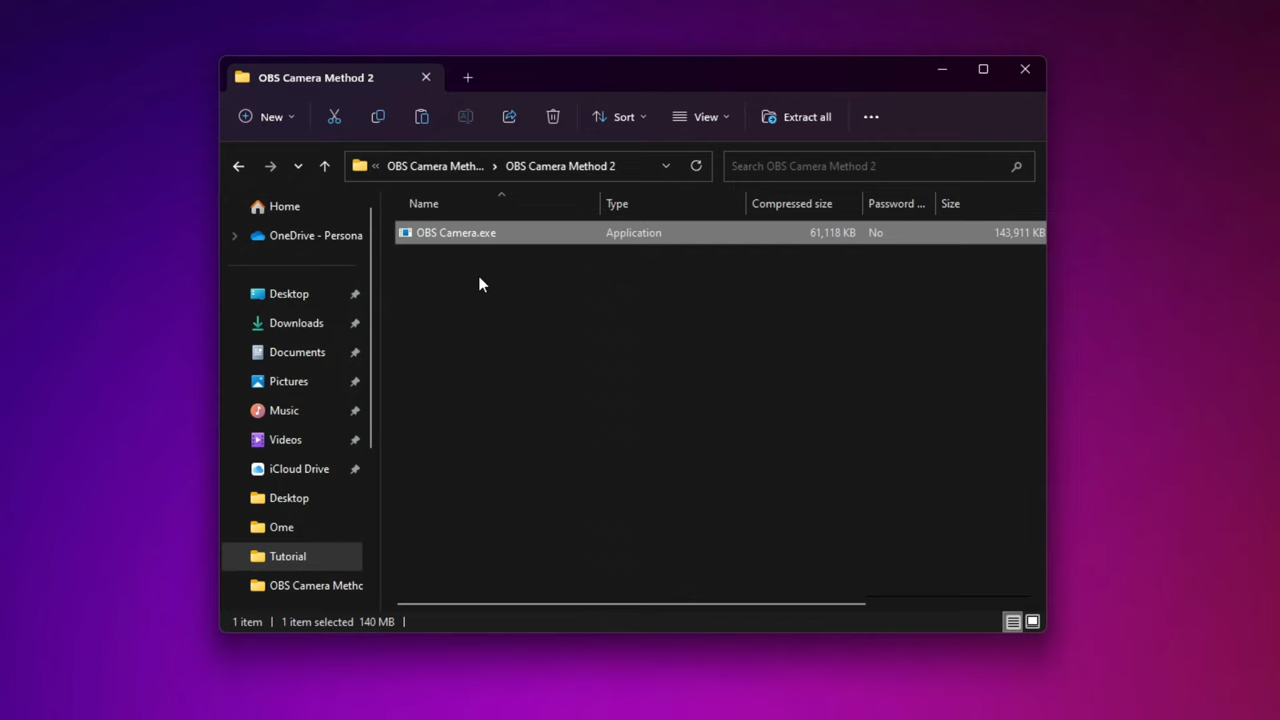 OBS Camera Method 2
New
Sort
View
Extract all
OBS Camera Meth... OBS Camera Method 2
Search OBS Camera Method 2
Name Type Compressed size Password ... Size
OBS Camera.exe Application 61,118 KB No 143,911 KB
Home
OneDrive - Persona
Desktop
Downloads
Documents
Pictures
Music
Videos
iCloud Drive
Desktop
Ome
Tutorial
OBS Camera Methc
1 item 1 item selected 140 MB